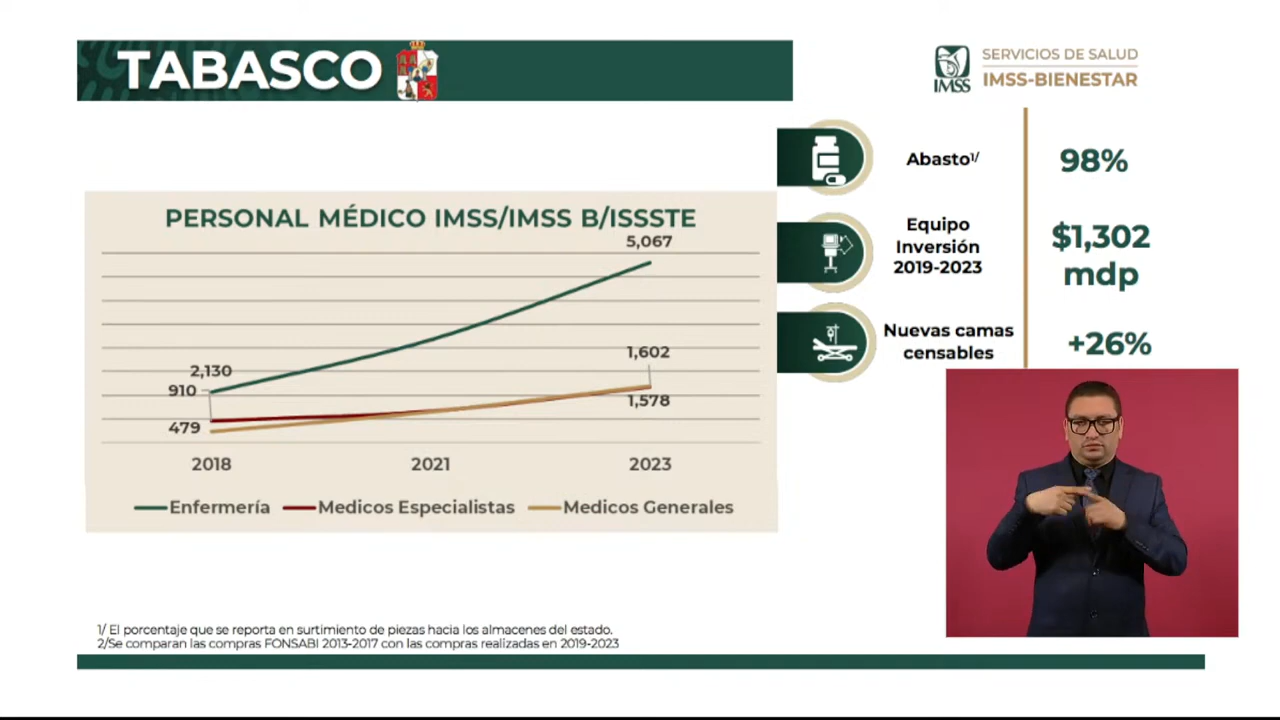 TABASCO
IMSS
SERVICIOS DE SALUD
IMSS-BIENESTAR
Abasto1/
98%
Equipo
Inversión
2019-2023
$1,302
mdp
Nuevas camas
censables
+26%
PERSONAL MÉDICO IMSS/IMSS B/ISSSTE
5,067
2,130
910
479
1,602
1,578
2018 2021 2023
Enfermería Medicos Especialistas Medicos Generales
1/ El porcentaje que se reporta en surtimiento de piezas hacia los almacenes del estado.
2/Se comparan las compras FONSABI 2013-2017 con las compras realizadas en 2019-2023